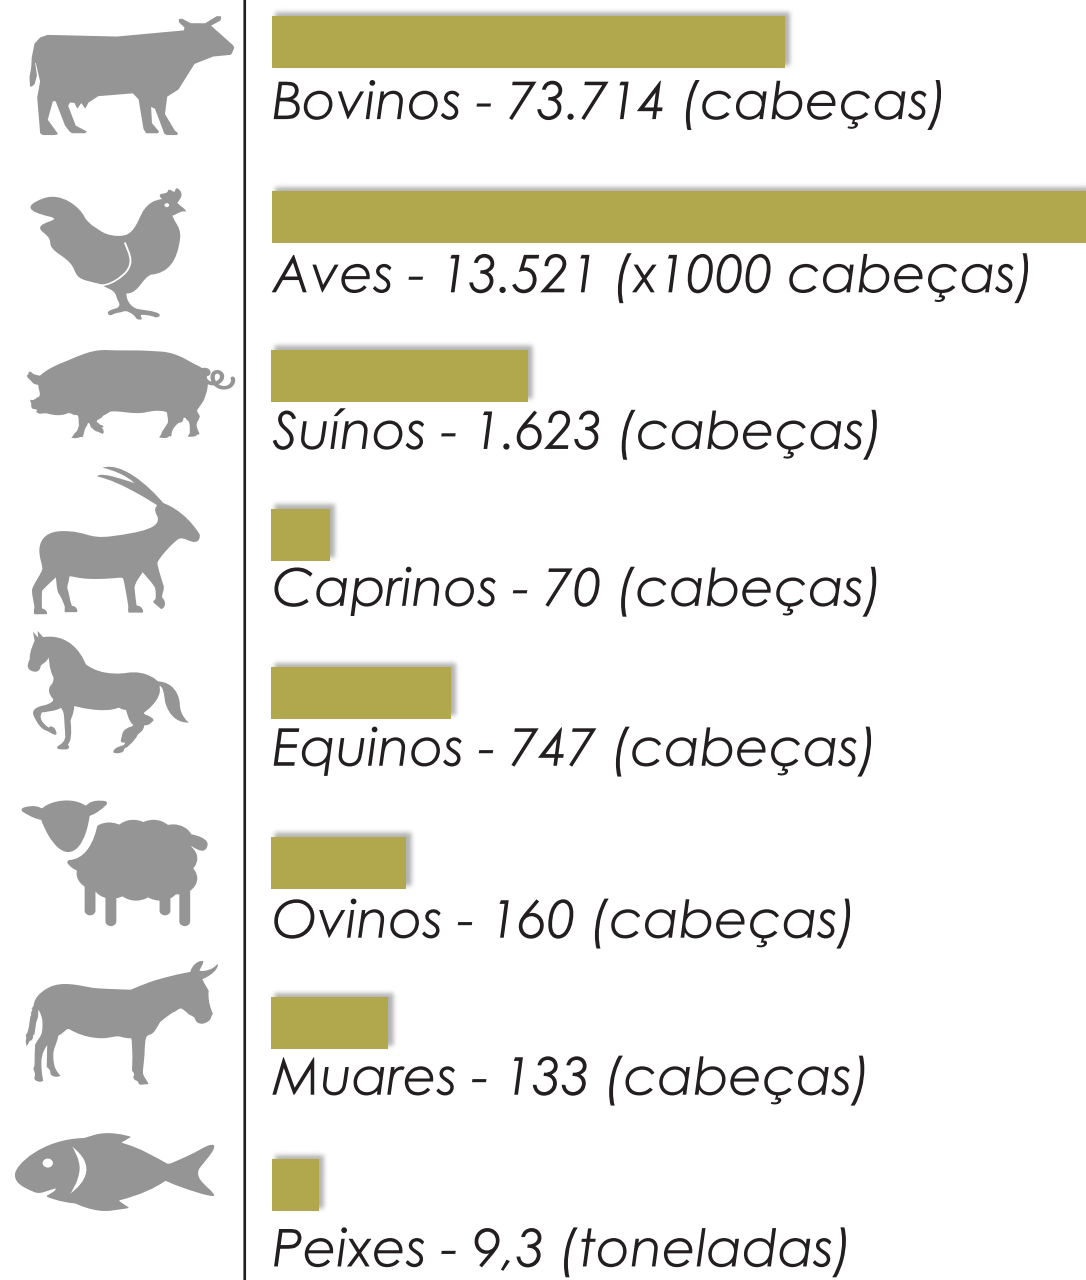 Bovinos - 73.714 (cabeças)
Aves - 13.521 (x1000 cabeças)
Suínos - 1.623 (cabeças)
Caprinos - 70 (cabeças)
Equinos - 747 (cabeças)
Ovinos - 160 (cabeças)
Muares - 133 (cabeças)
Peixes - 9,3 (toneladas)